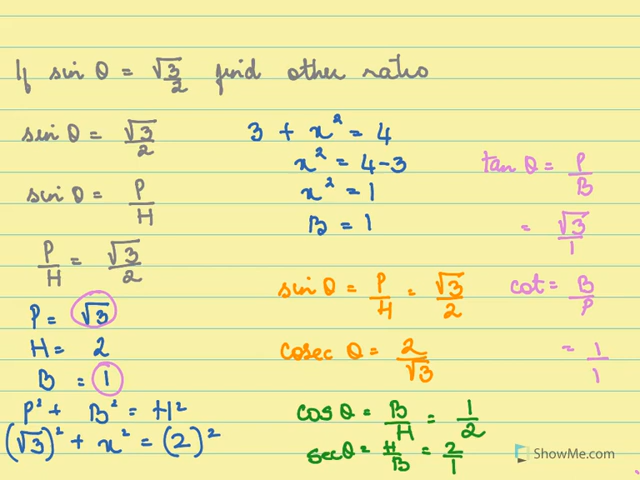 If sin θ = √3/2 find other ratio
sin θ = √3/2
sin θ = P/H
P/H = √3/2
P = √3
H = 2
B = 1
P² + B² = H²
(√3)² + x² = (2)²
3 + x² = 4
x² = 4-3
x² = 1
B = 1
sin θ = P/H = √3/2
cosec θ = 2/√3
cos θ = B/H = 1/2
sec θ = H/B = 2/1
tan θ = P/B
= √3/1
cot = B/P
= 1/1
ShowMe.com